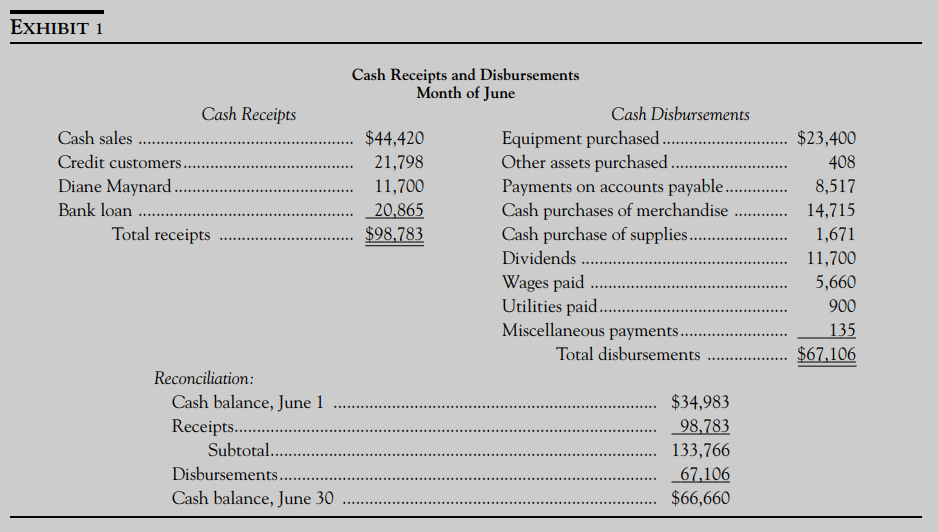 EXHIBIT 1
Cash Receipts and Disbursements
Month of June
Cash Receipts
Cash sales ................................................ $44,420
Credit customers...................................... 21,798
Diane Maynard........................................ 11,700
Bank loan ................................................ 20,865
Total receipts .............................. $98,783
Cash Disbursements
Equipment purchased............................ $23,400
Other assets purchased.......................... 408
Payments on accounts payable.............. 8,517
Cash purchases of merchandise ............ 14,715
Cash purchase of supplies...................... 1,671
Dividends .............................................. 11,700
Wages paid ............................................ 5,660
Utilities paid.......................................... 900
Miscellaneous payments........................ 135
Total disbursements .................. $67,106
Reconciliation:
Cash balance, June 1 ........................................................................ $34,983
Receipts.............................................................................................. 98,783
Subtotal...................................................................................... 133,766
Disbursements.................................................................................... 67,106
Cash balance, June 30 ...................................................................... $66,660